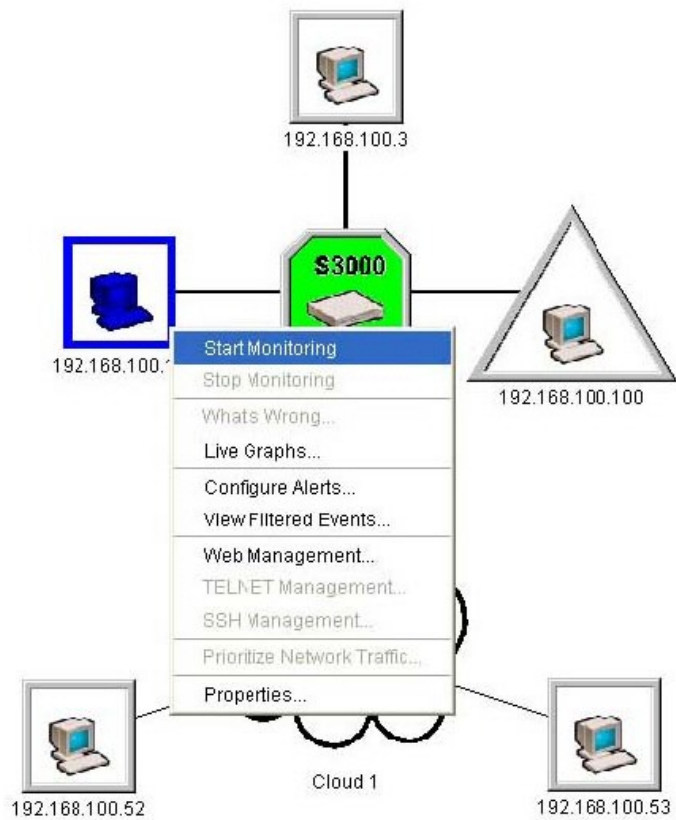 192.168.100.3
S3000
192.168.100.
192.168.100.100
Start Monitoring
Stop Monitoring
Whats Wrong...
Live Graphs...
Configure Alerts...
View Filtered Events...
Web Management...
TELNET Management...
SSH Management...
Prioritize Network Traffic...
Properties...
Cloud 1
192.168.100.52
192.168.100.53